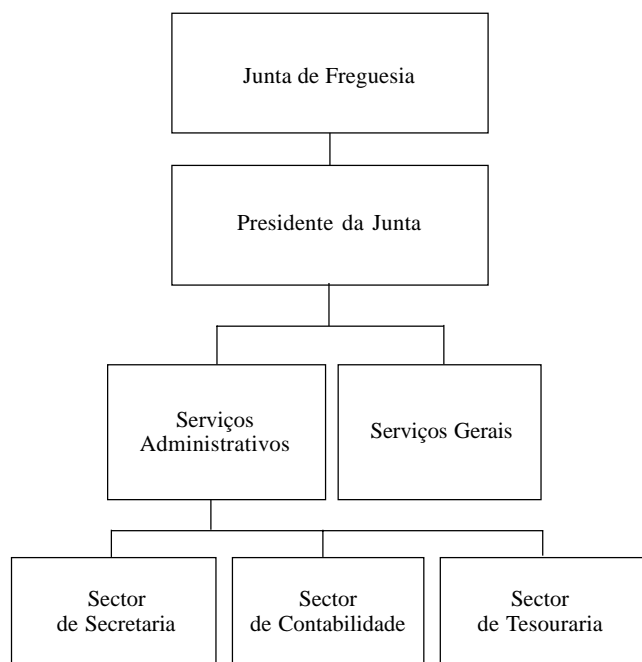 Junta de Freguesia
Presidente da Junta
Serviços
Administrativos
Serviços Gerais
Sector
de Secretaria
Sector
de Contabilidade
Sector
de Tesouraria